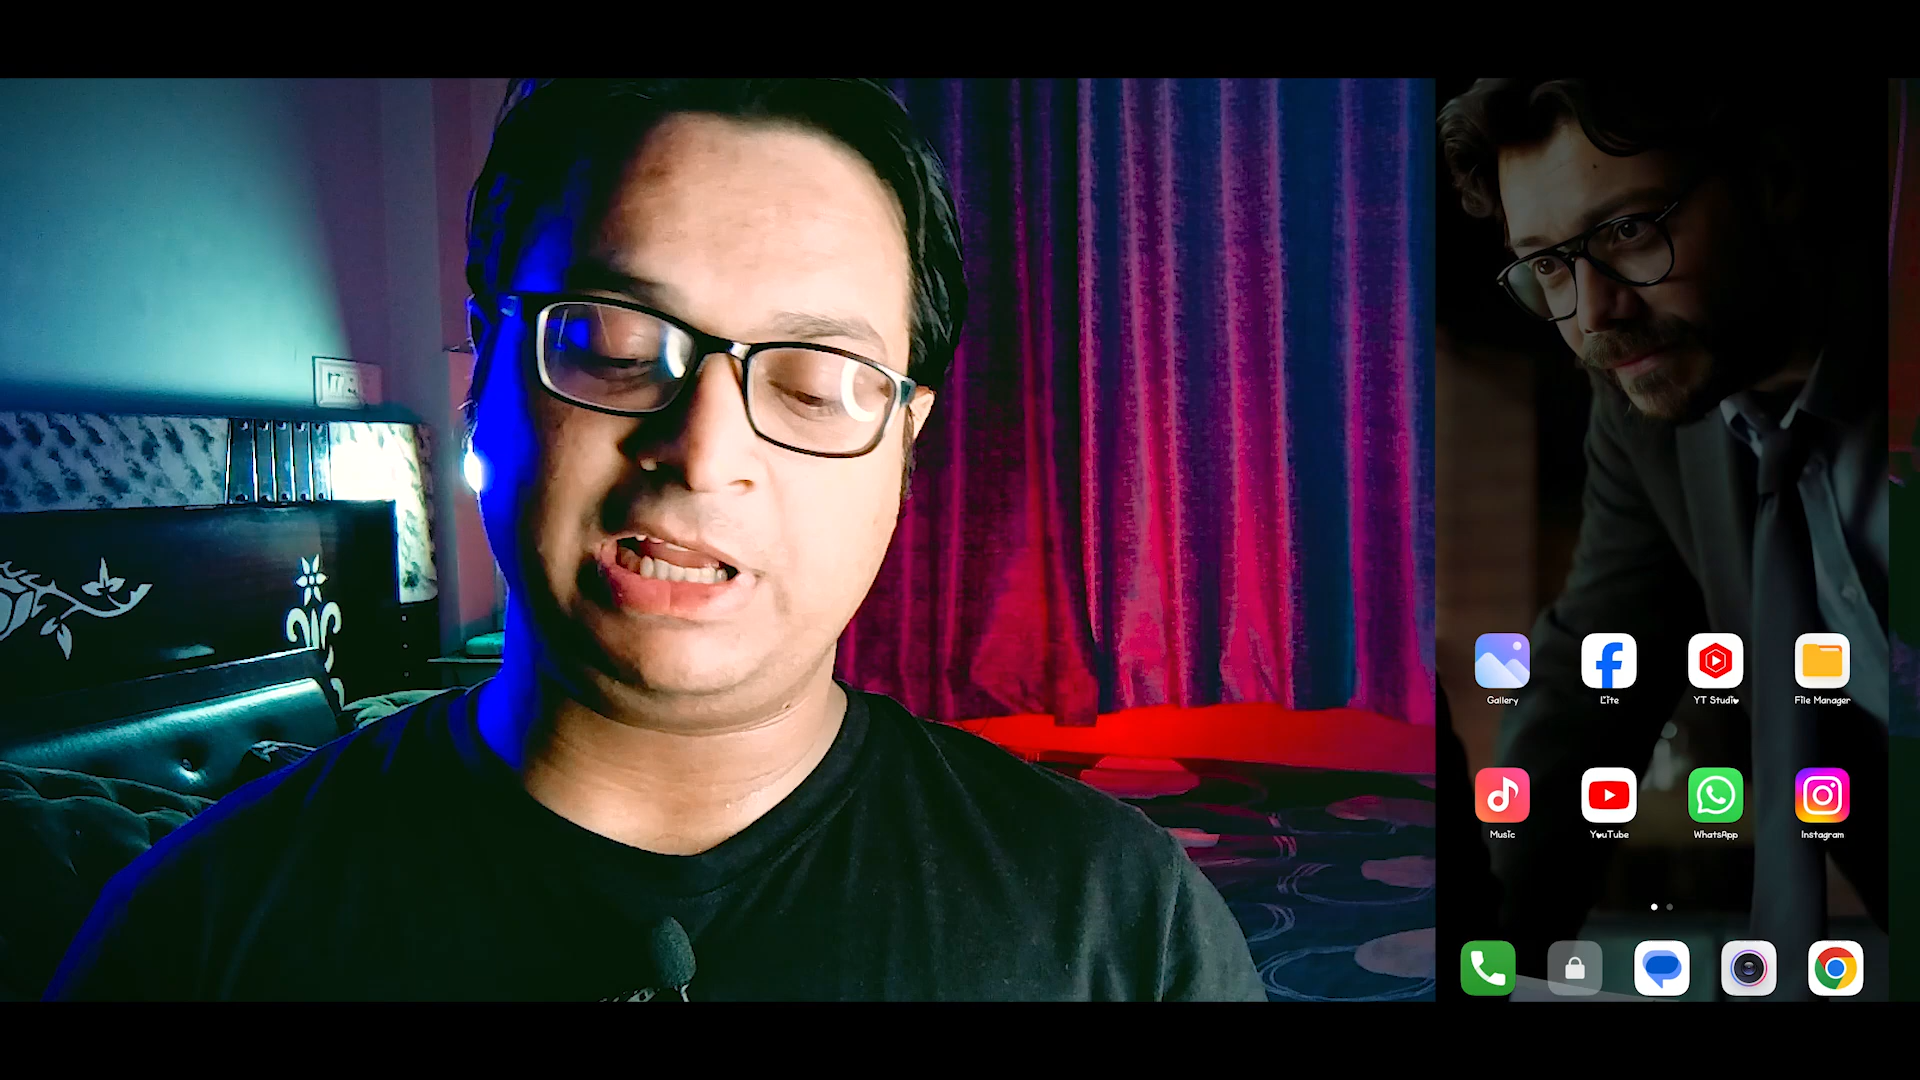 Gallery
Lite
YT Studio
File Manager
Music
YouTube
WhatsApp
Instagram